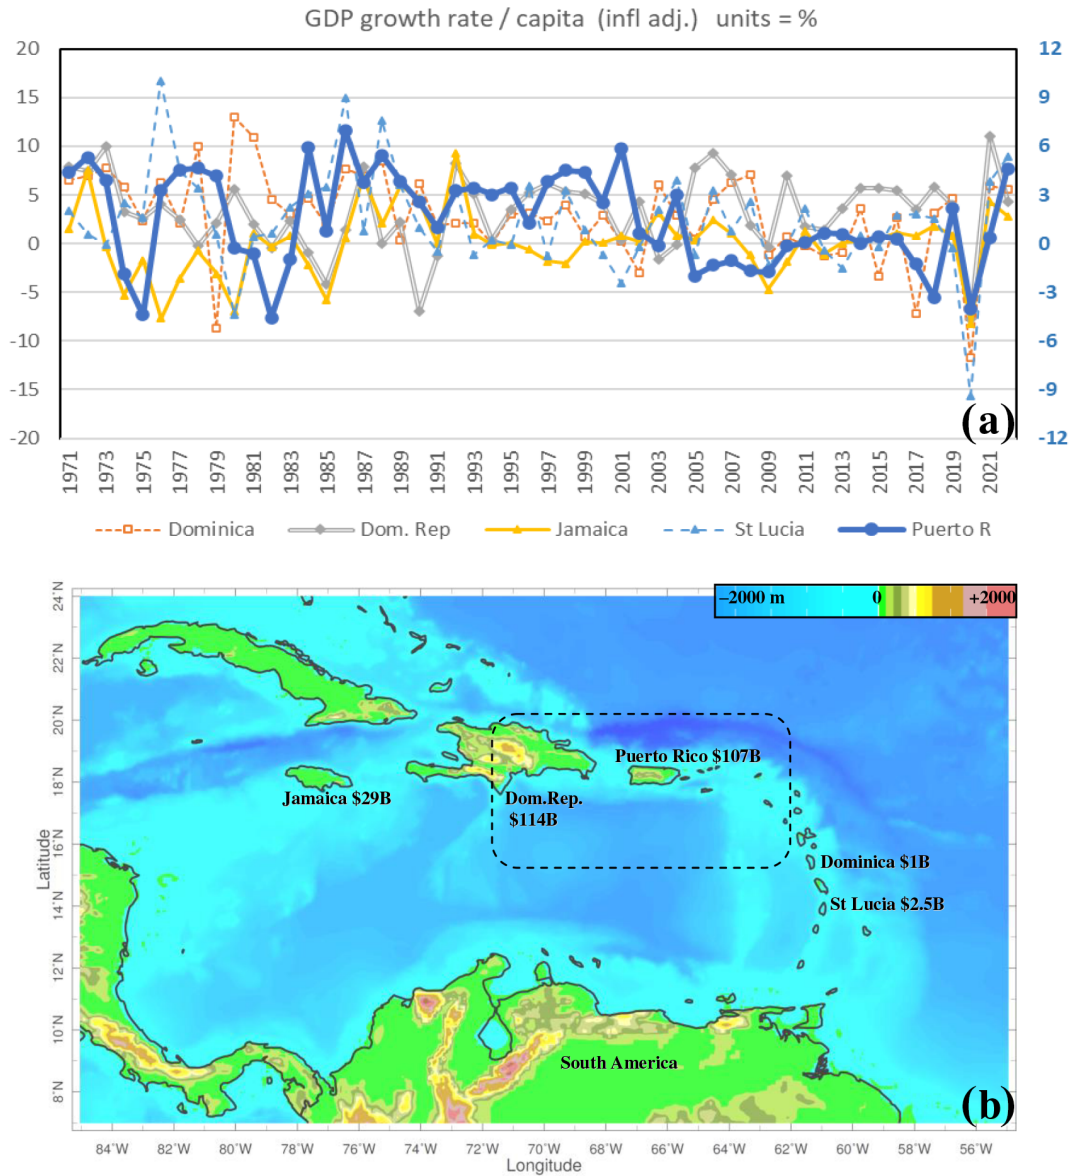 GDP growth rate / capita (infl adj.) units = %
20 12
15 9
10 6
5 3
0 0
-5 -3
-10 -6
-15 -9
-20 -12
(a)
1971 1973 1975 1977 1979 1981 1983 1985 1987 1989 1991 1993 1995 1997 1999 2001 2003 2005 2007 2009 2011 2013 2015 2017 2019 2021
Dominica Dom. Rep Jamaica St Lucia Puerto R
−2000 m 0 +2000
24°N
22°N
20°N
18°N
16°N
14°N
12°N
10°N
8°N
Latitude
Puerto Rico $107B
Jamaica $29B
Dom.Rep.
$114B
Dominica $1B
St Lucia $2.5B
South America
(b)
84°W 82°W 80°W 78°W 76°W 74°W 72°W 70°W 68°W 66°W 64°W 62°W 60°W 58°W 56°W
Longitude